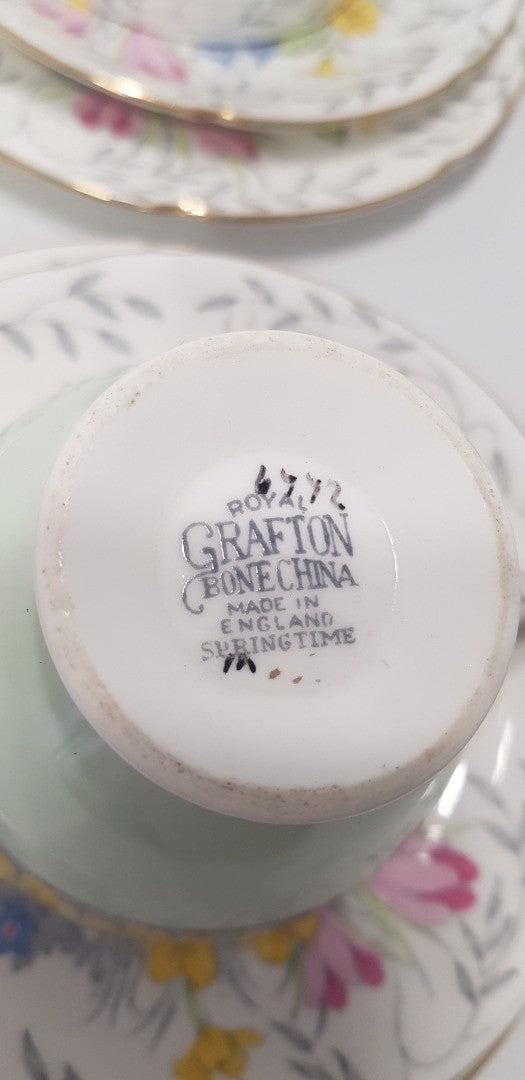 6772
ROYAL
GRAFTON
BONE CHINA
MADE IN
ENGLAND
SPRINGTIME